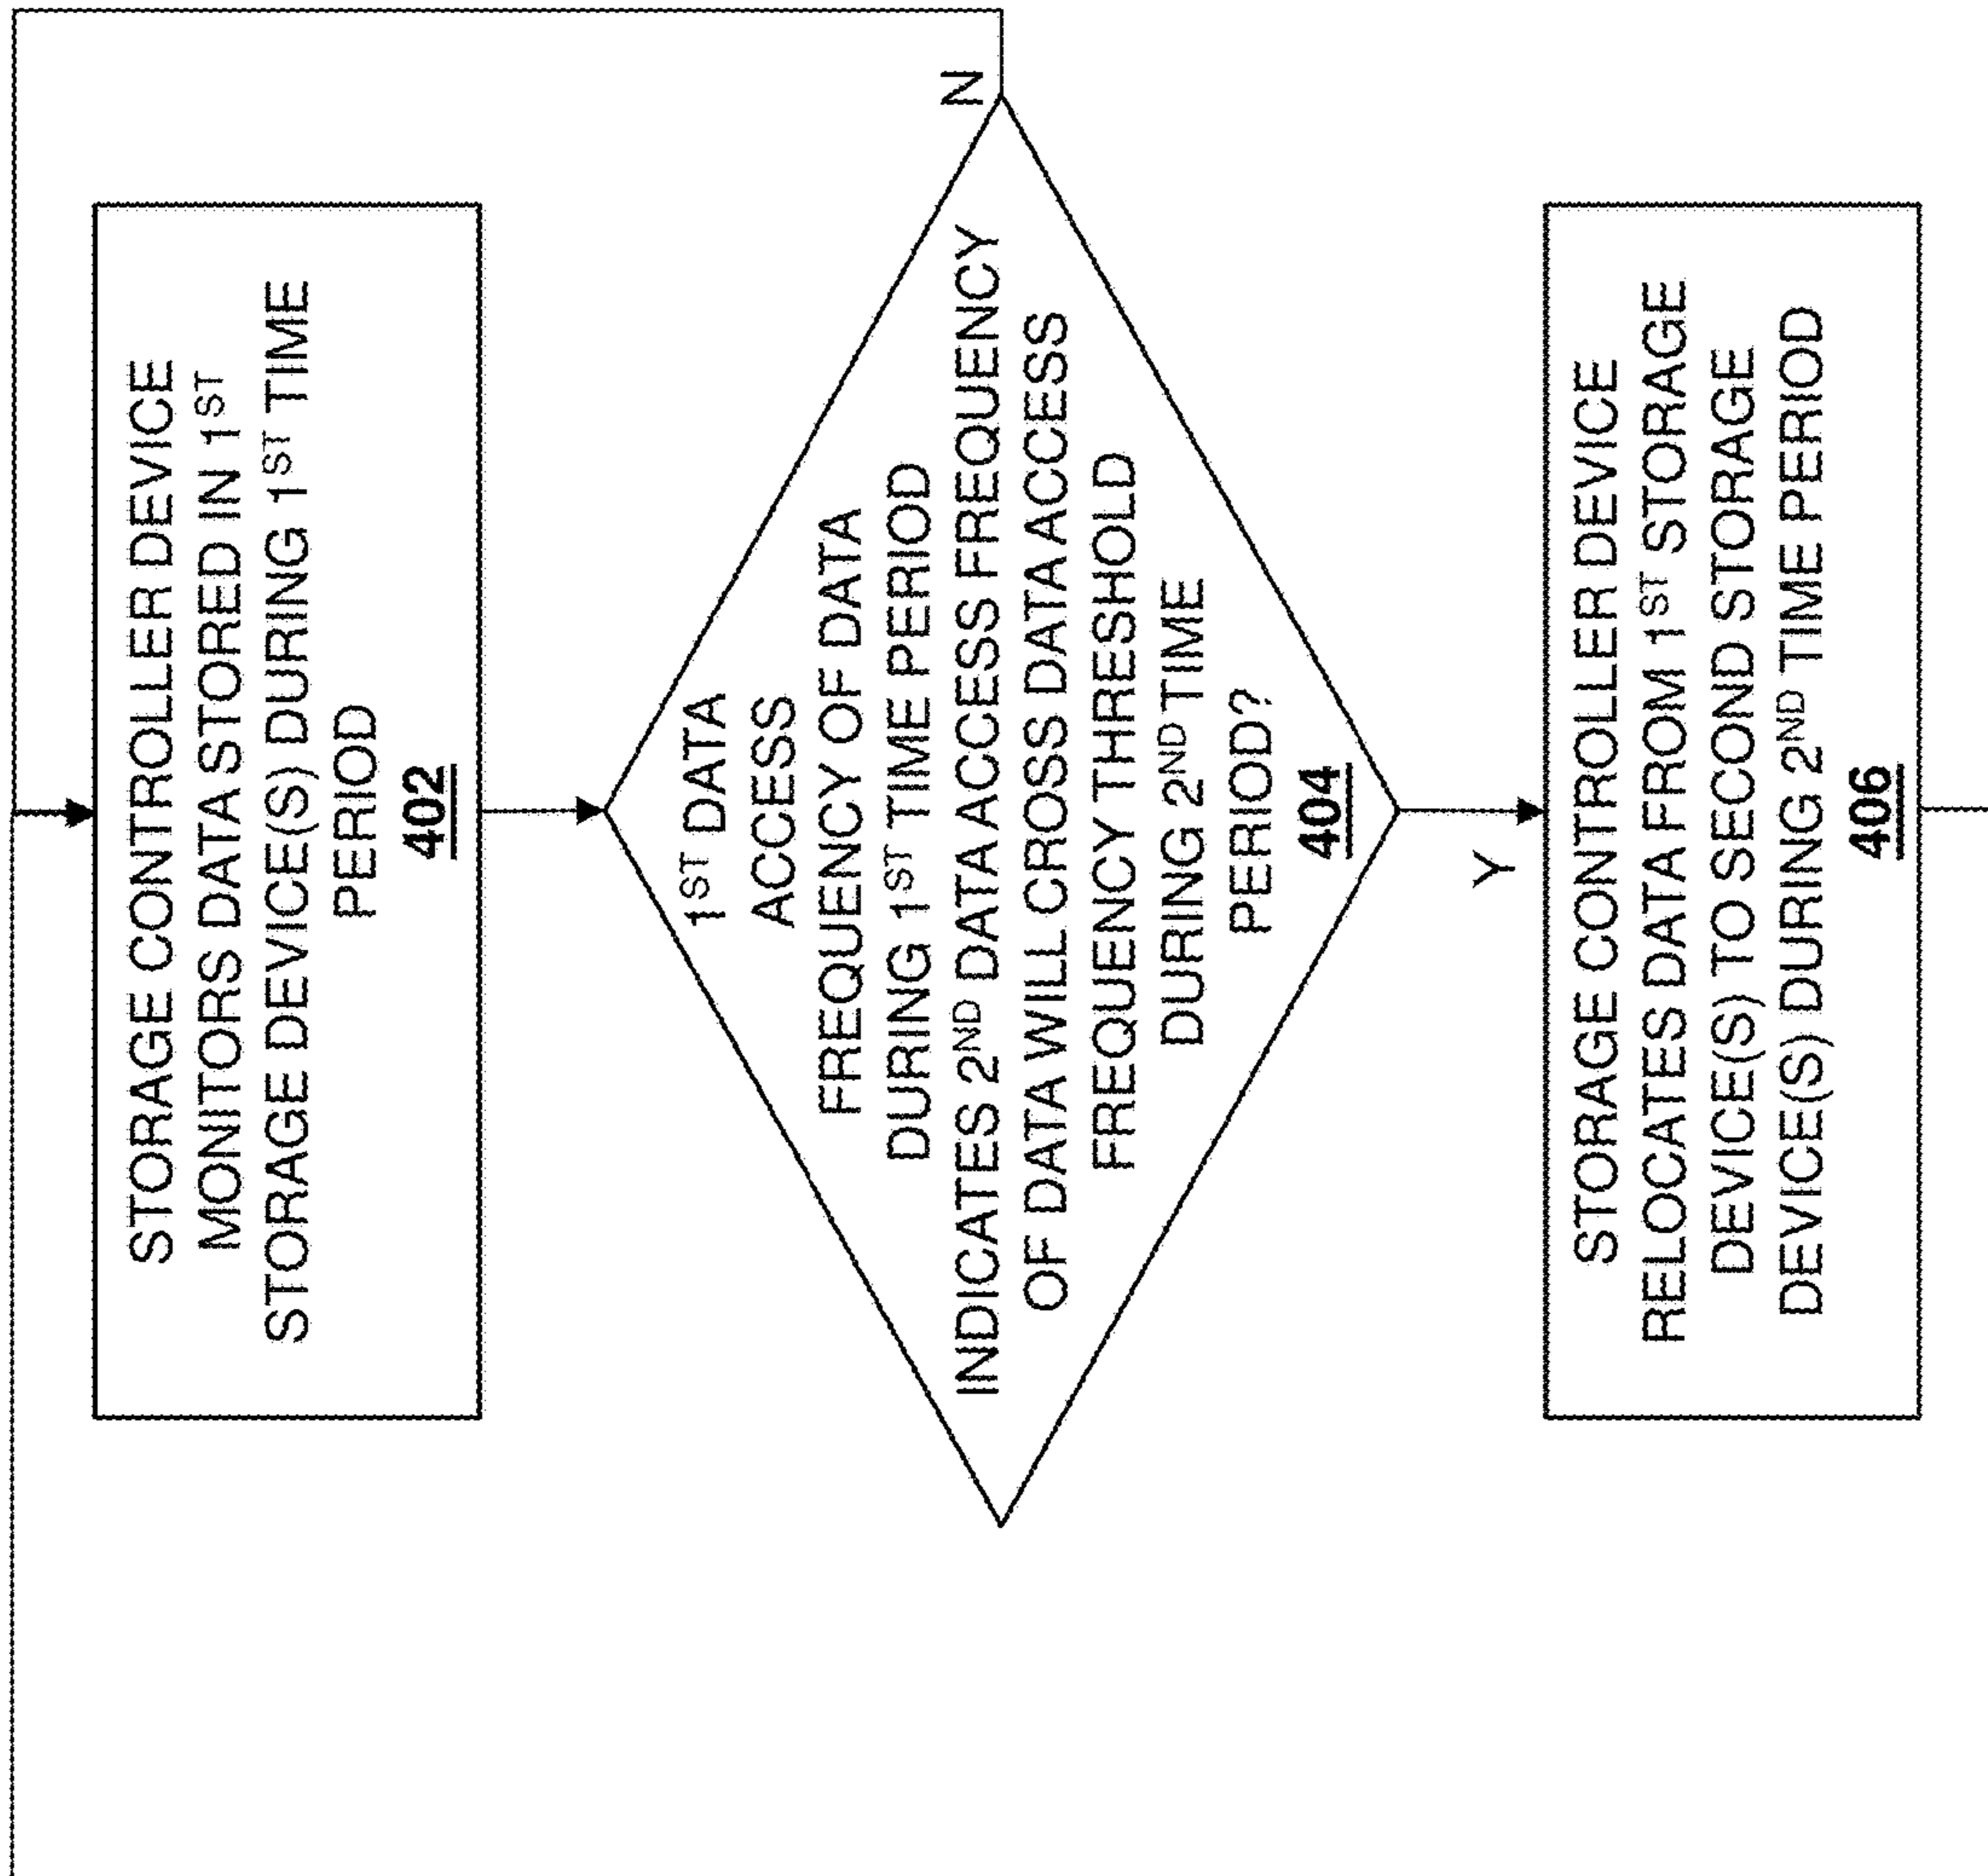 STORAGE CONTROLLER DEVICE
MONITORS DATA STORED IN 1ST
STORAGE DEVICE(S) DURING 1ST TIME
PERIOD
402
1ST DATA
ACCESS
FREQUENCY OF DATA
DURING 1ST TIME PERIOD
INDICATES 2ND DATA ACCESS FREQUENCY
OF DATA WILL CROSS DATA ACCESS
FREQUENCY THRESHOLD
DURING 2ND TIME
PERIOD?
404
N
Y
STORAGE CONTROLLER DEVICE
RELOCATES DATA FROM 1ST STORAGE
DEVICE(S) TO SECOND STORAGE
DEVICE(S) DURING 2ND TIME PERIOD
406